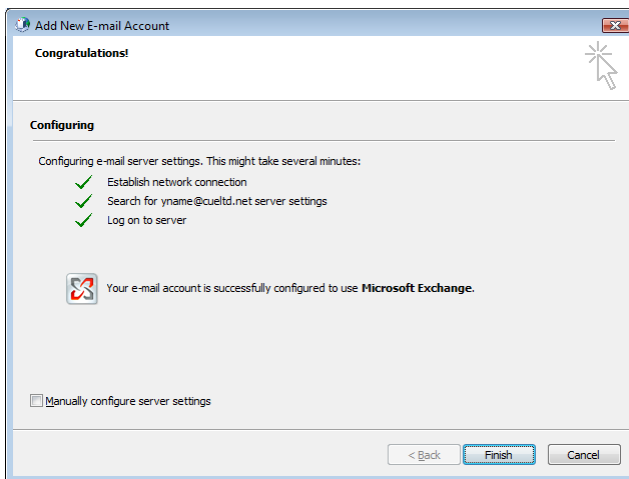 Add New E-mail Account
Congratulations!
Configuring
Configuring e-mail server settings. This might take several minutes:
Establish network connection
Search for yname@cueltd.net server settings
Log on to server
Your e-mail account is successfully configured to use Microsoft Exchange.
Manually configure server settings
< Back Finish Cancel